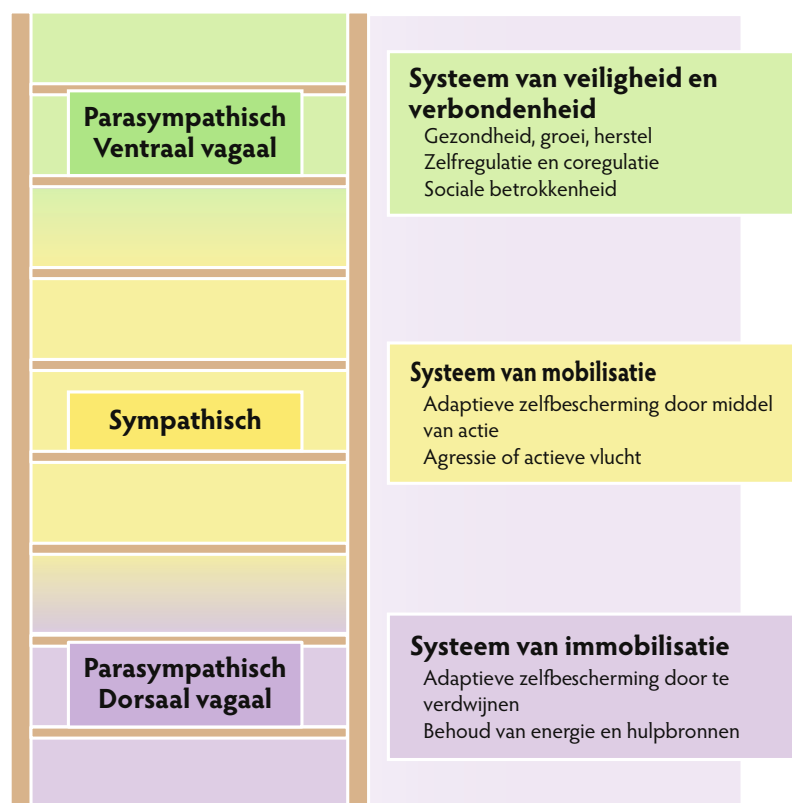 Parasympathisch
Ventraal vagaal
Systeem van veiligheid en
verbondenheid
Gezondheid, groei, herstel
Zelfregulatie en coregulatie
Sociale betrokkenheid
Sympathisch
Systeem van mobilisatie
Adaptieve zelfbescherming door middel
van actie
Agressie of actieve vlucht
Parasympathisch
Dorsaal vagaal
Systeem van immobilisatie
Adaptieve zelfbescherming door te
verdwijnen
Behoud van energie en hulpbronnen